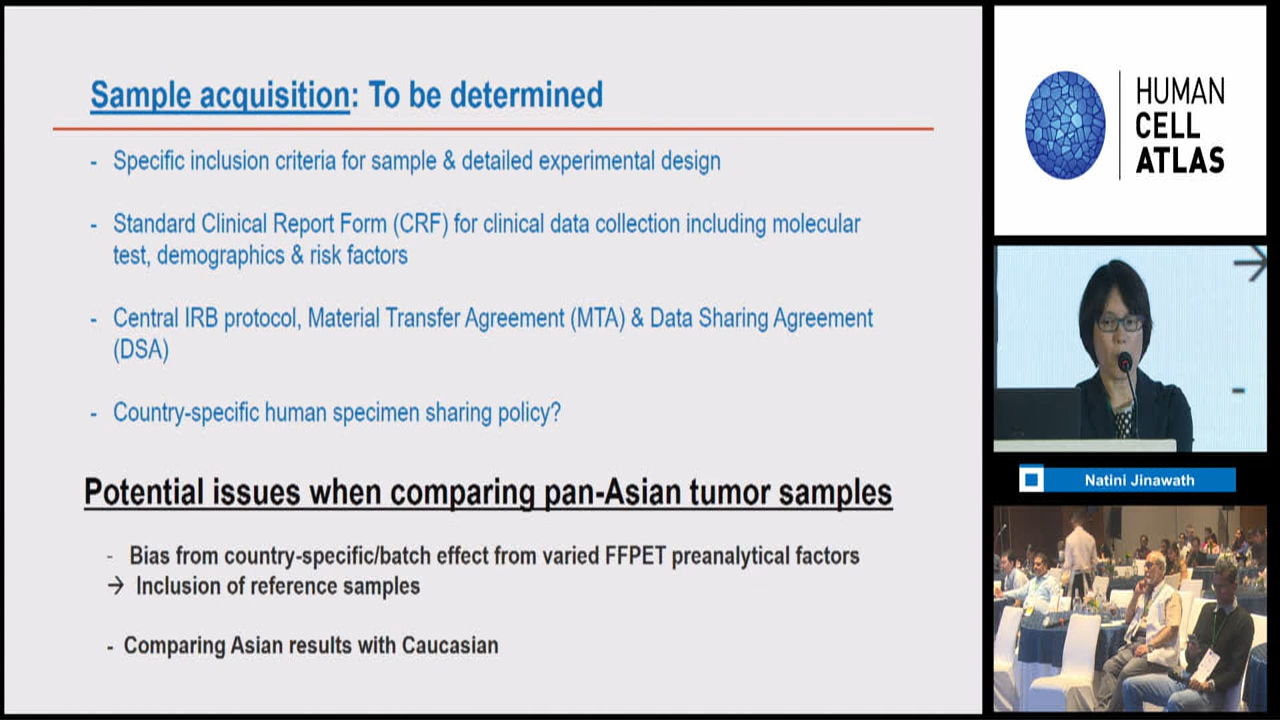 Sample acquisition: To be determined
- Specific inclusion criteria for sample & detailed experimental design
- Standard Clinical Report Form (CRF) for clinical data collection including molecular
test, demographics & risk factors
- Central IRB protocol, Material Transfer Agreement (MTA) & Data Sharing Agreement
(DSA)
- Country-specific human specimen sharing policy?
Potential issues when comparing pan-Asian tumor samples
- Bias from country-specific/batch effect from varied FFPET preanalytical factors
→ Inclusion of reference samples
- Comparing Asian results with Caucasian
HUMAN
CELL
ATLAS
Natini Jinawath